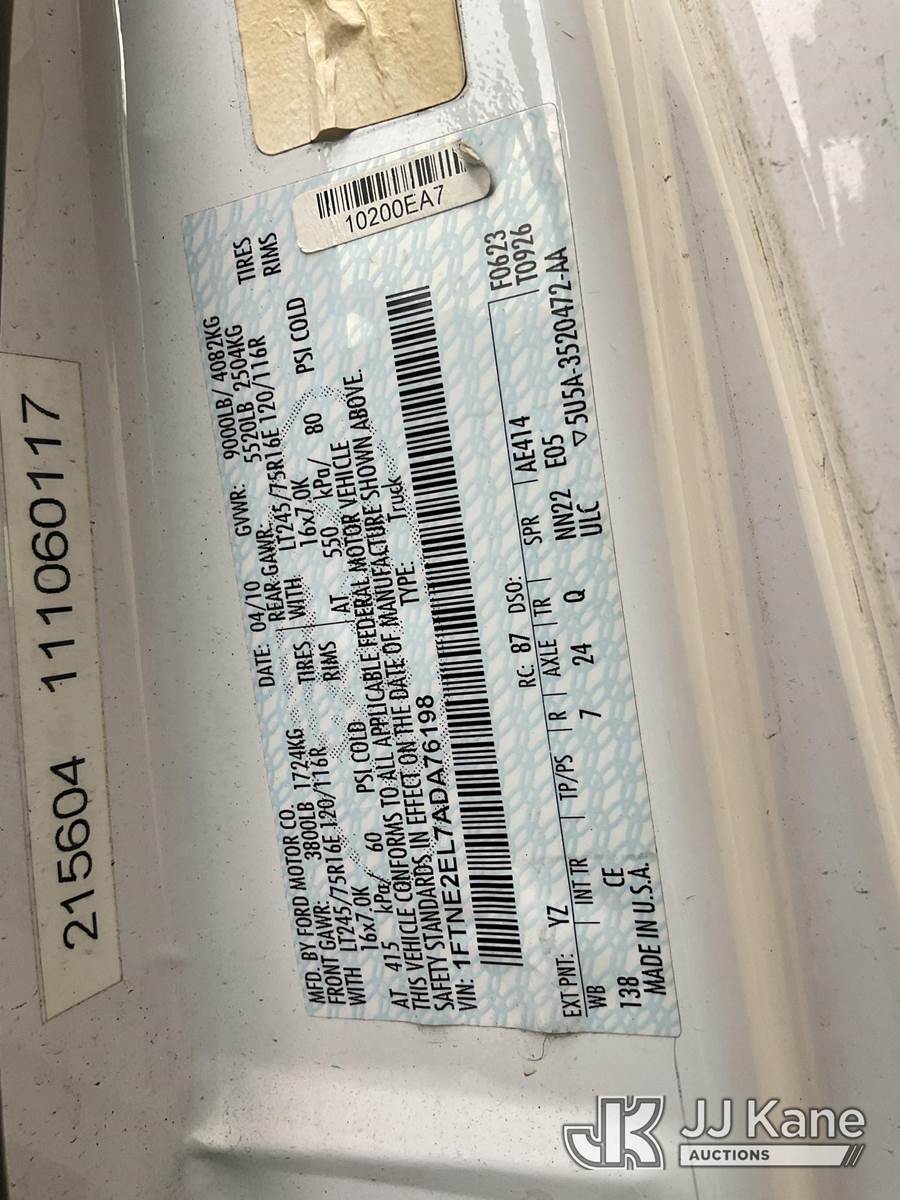 215604 111060117
10200EA7
MFD. BY FORD MOTOR CO.
DATE: 04/10 GVWR: 9000LB/ 4082KG
FRONT GAWR: 3800LB 1724KG
REAR GAWR: 5520LB 2504KG
WITH LT245/75R16E 120/116R TIRES
WITH LT245/75R16E 120/116R TIRES
16x7.0K RIMS
16x7.0K RIMS
AT 415 kPa/ 60 PSI COLD
AT 550 kPa/ 80 PSI COLD
THIS VEHICLE CONFORMS TO ALL APPLICABLE FEDERAL MOTOR VEHICLE
SAFETY STANDARDS IN EFFECT ON THE DATE OF MANUFACTURE SHOWN ABOVE.
VIN: 1FTNE2EL7ADA76198 TYPE: Truck
F0623
T0926
EXT PNT: YZ RC: 87 DSO:
WB INT TR TP/PS R AXLE TR SPR AE414
138 CE 7 24 Q NN22 E05
ULC
MADE IN U.S.A. ▽5U5A-3520472-AA
JK JJ Kane
AUCTIONS